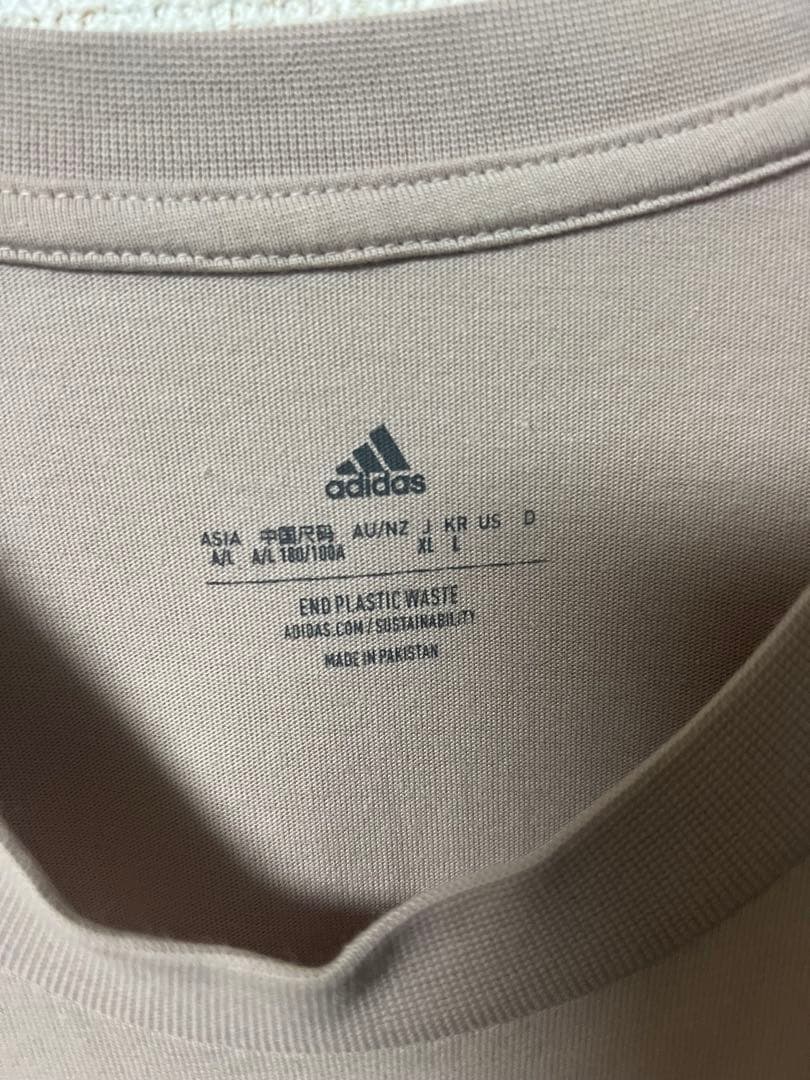 adidas
ASIA 中国尺码 AU/NZ J KR US D
A/L A/L 180/100A XL L
END PLASTIC WASTE
ADIDAS.COM/SUSTAINABILITY
MADE IN PAKISTAN